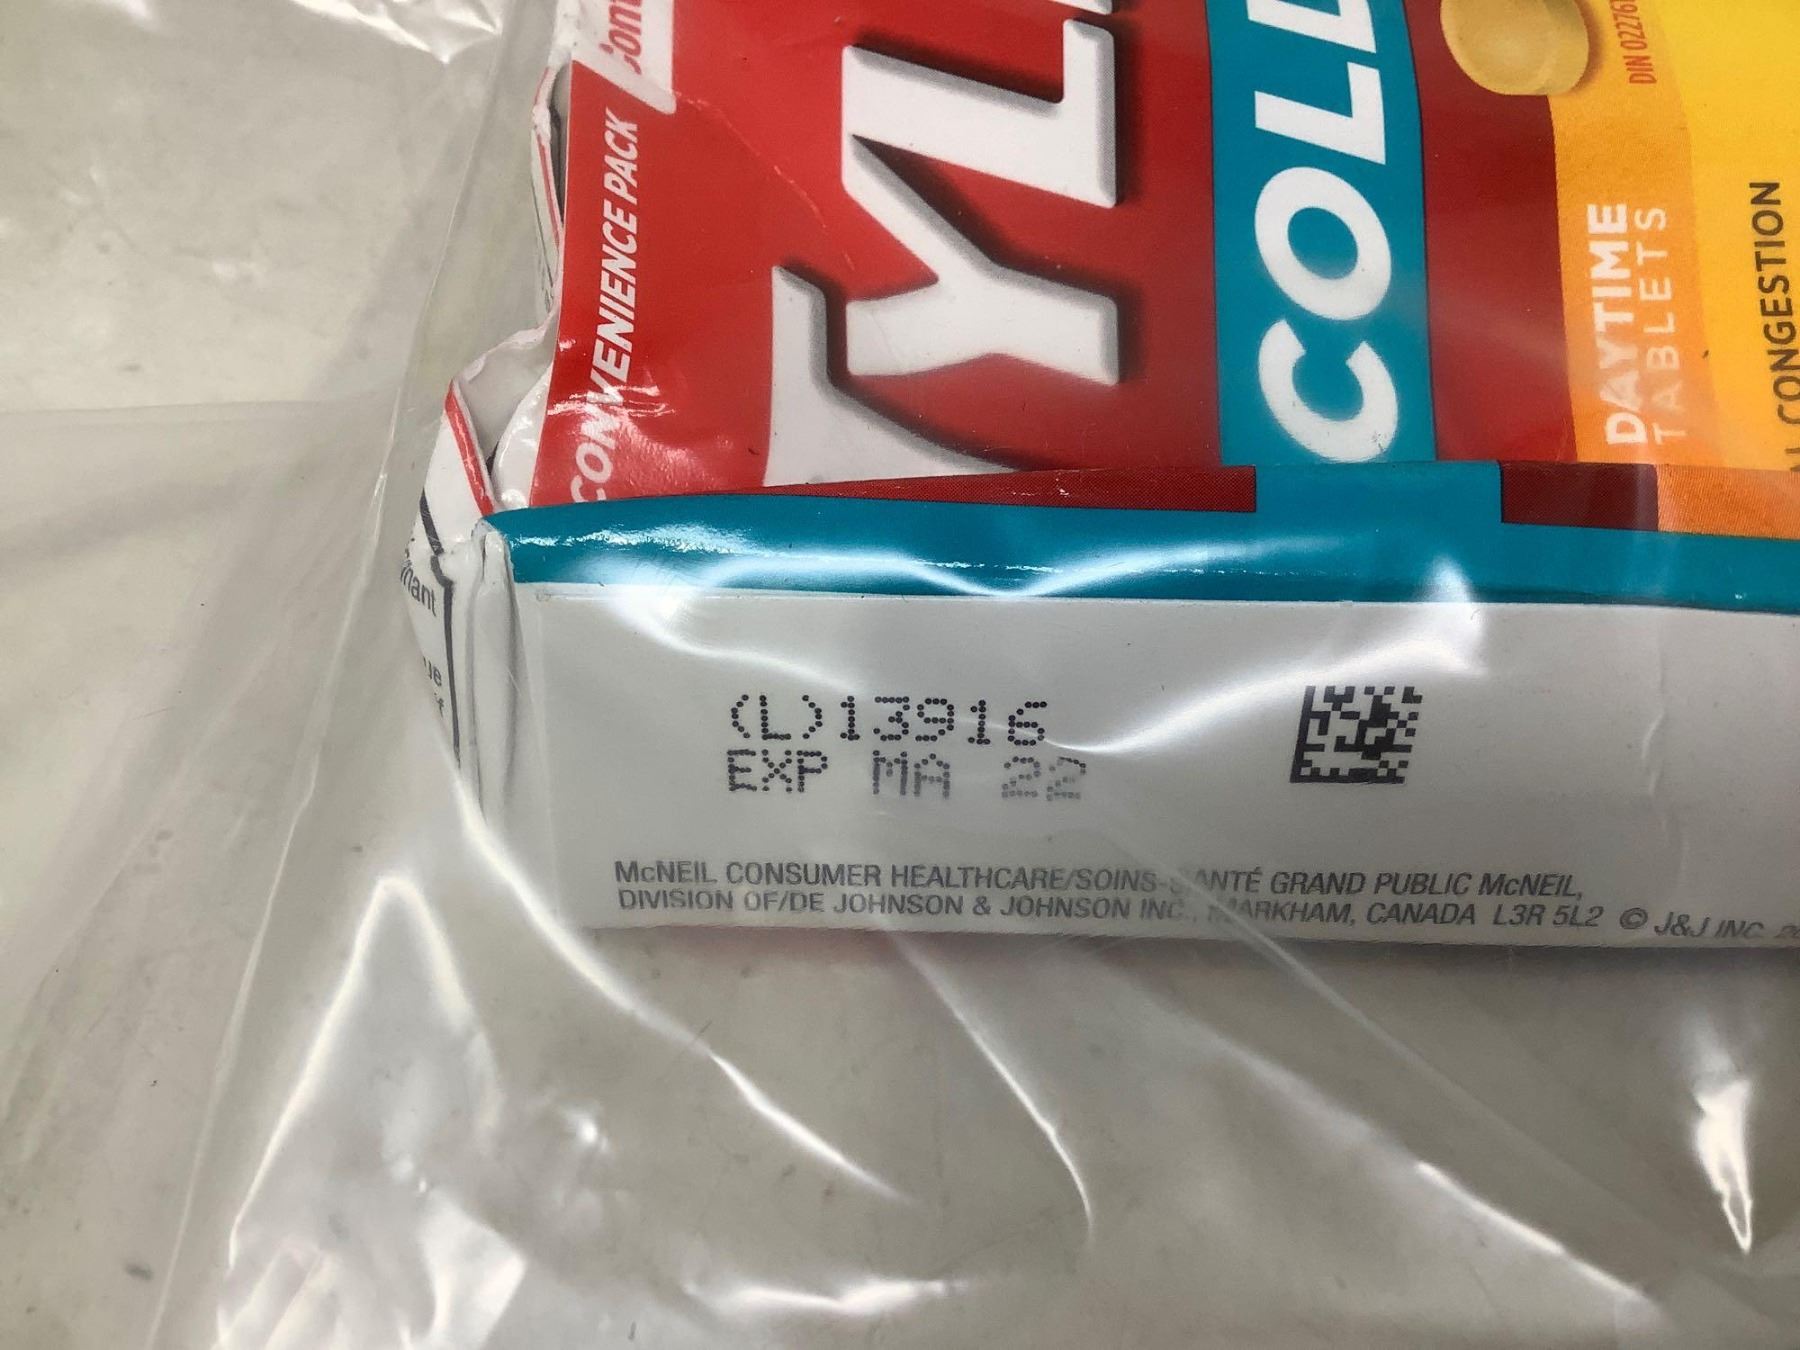 CONVENIENCE PACK
COLD
DAYTIME
TABLETS
CONGESTION
(L)13916
EXP MA 22
McNEIL CONSUMER HEALTHCARE/SOINS-SANTÉ GRAND PUBLIC McNEIL,
DIVISION OF/DE JOHNSON & JOHNSON INC., MARKHAM, CANADA L3R 5L2 © J&J INC